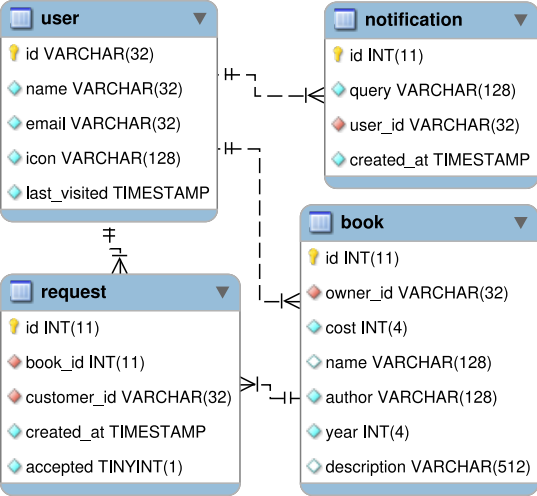 user
id VARCHAR(32)
name VARCHAR(32)
email VARCHAR(32)
icon VARCHAR(128)
last_visited TIMESTAMP
notification
id INT(11)
query VARCHAR(128)
user_id VARCHAR(32)
created_at TIMESTAMP
request
id INT(11)
book_id INT(11)
customer_id VARCHAR(32)
created_at TIMESTAMP
accepted TINYINT(1)
book
id INT(11)
owner_id VARCHAR(32)
cost INT(4)
name VARCHAR(128)
author VARCHAR(128)
year INT(4)
description VARCHAR(512)